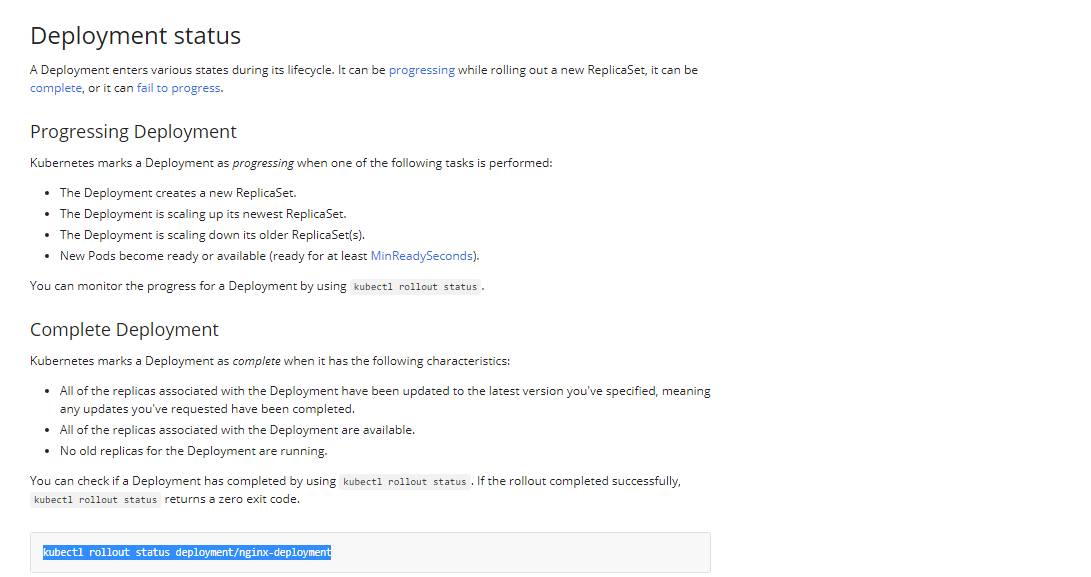 Deployment status
A Deployment enters various states during its lifecycle. It can be progressing while rolling out a new ReplicaSet, it can be
complete, or it can fail to progress.
Progressing Deployment
Kubernetes marks a Deployment as progressing when one of the following tasks is performed:
• The Deployment creates a new ReplicaSet.
• The Deployment is scaling up its newest ReplicaSet.
• The Deployment is scaling down its older ReplicaSet(s).
• New Pods become ready or available (ready for at least MinReadySeconds).
You can monitor the progress for a Deployment by using kubectl rollout status.
Complete Deployment
Kubernetes marks a Deployment as complete when it has the following characteristics:
• All of the replicas associated with the Deployment have been updated to the latest version you've specified, meaning
any updates you've requested have been completed.
• All of the replicas associated with the Deployment are available.
• No old replicas for the Deployment are running.
You can check if a Deployment has completed by using kubectl rollout status. If the rollout completed successfully,
kubectl rollout status returns a zero exit code.
kubectl rollout status deployment/nginx-deployment